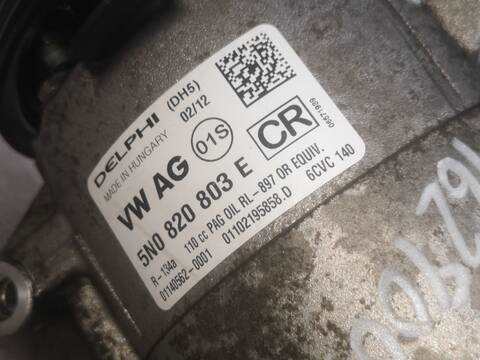 DELPHI (DH5)
MADE IN HUNGARY 02/12
VW AG 01S CR
06571989
5N0 820 803 E
R-134a 110 cc PAG OIL RL-897 OR EQUIV.
01140562-0001 01102195858.D 6CVC 140